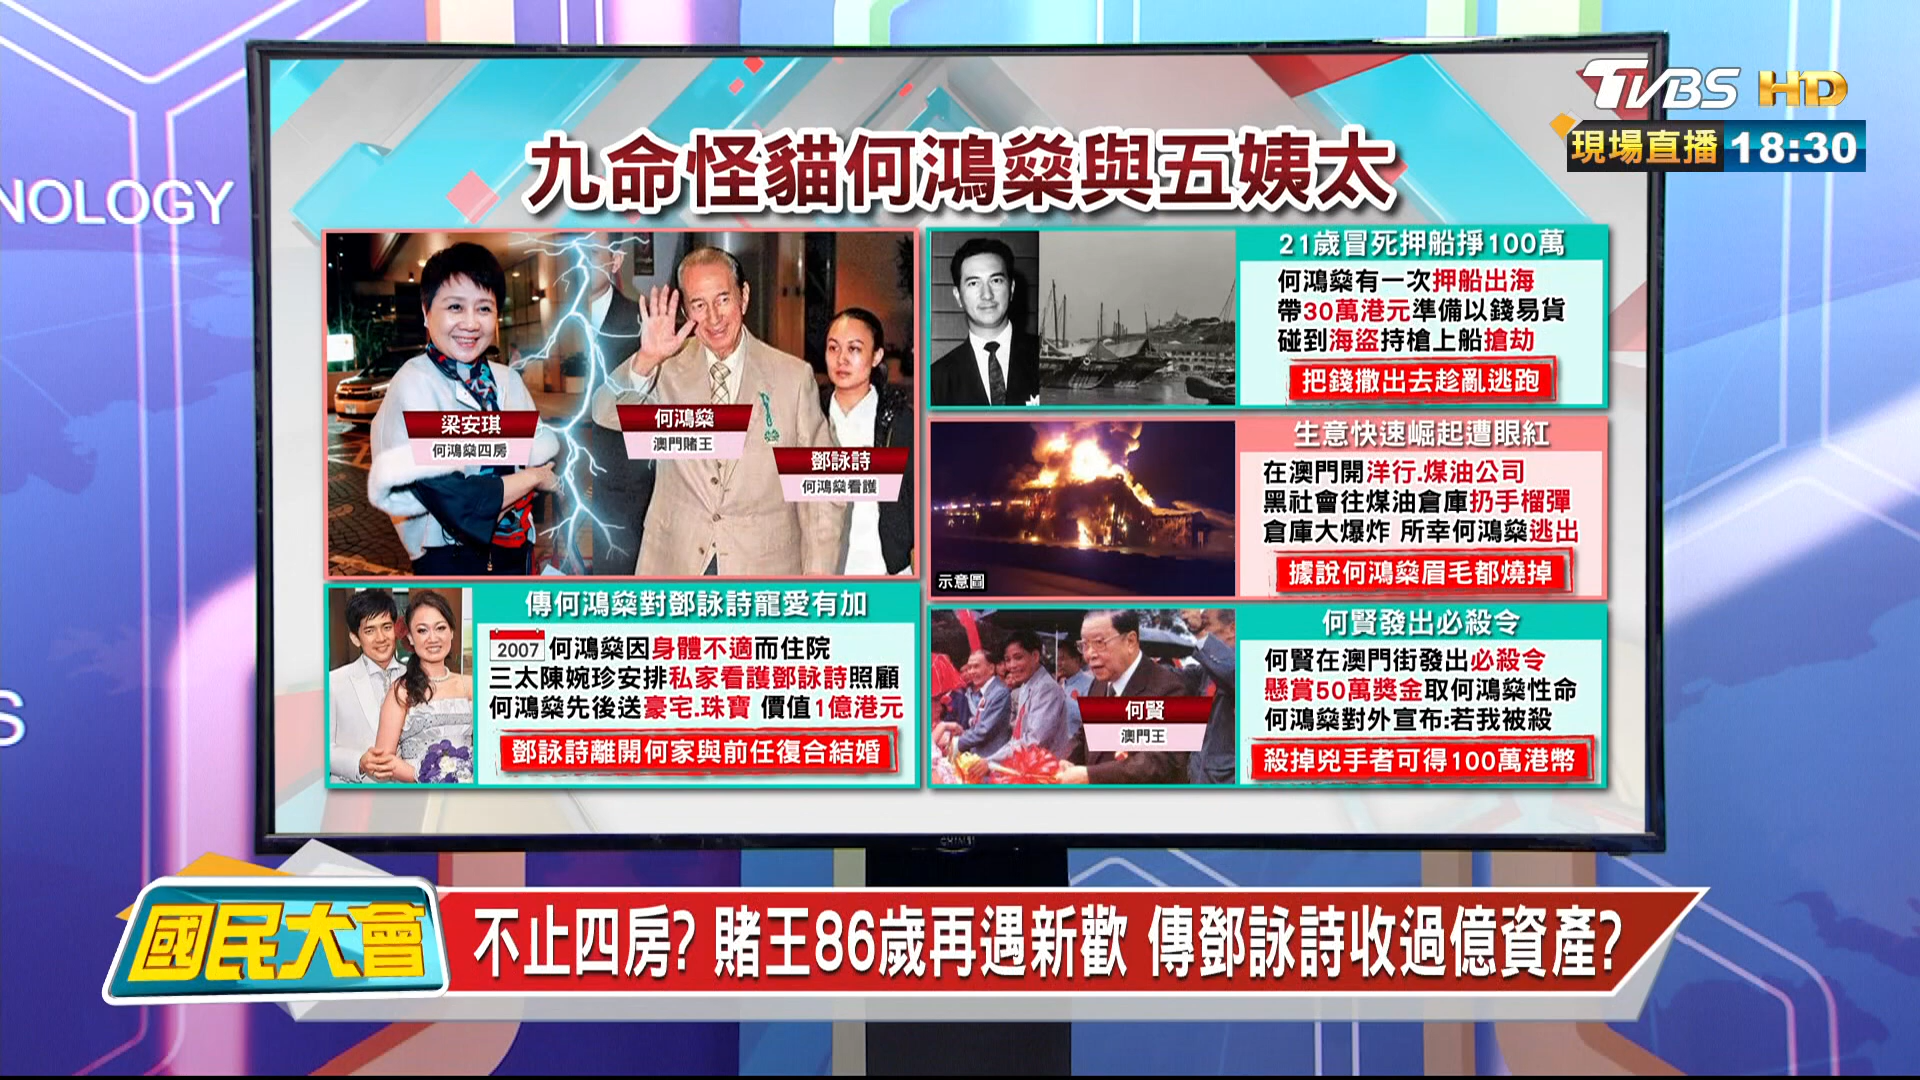 NOLOGY
S
TVBS HD
現場直播 18:30
九命怪貓何鴻燊與五姨太
梁安琪
何鴻燊四房
何鴻燊
澳門賭王
鄧詠詩
何鴻燊看護
傳何鴻燊對鄧詠詩寵愛有加
2007 何鴻燊因身體不適而住院
三太陳婉珍安排私家看護鄧詠詩照顧
何鴻燊先後送豪宅.珠寶 價值1億港元
鄧詠詩離開何家與前任復合結婚
21歲冒死押船掙100萬
何鴻燊有一次押船出海
帶30萬港元準備以錢易貨
碰到海盜持槍上船搶劫
把錢撒出去趁亂逃跑
生意快速崛起遭眼紅
在澳門開洋行.煤油公司
黑社會往煤油倉庫扔手榴彈
倉庫大爆炸 所幸何鴻燊逃出
據說何鴻燊眉毛都燒掉
示意圖
何賢發出必殺令
何賢在澳門街發出必殺令
懸賞50萬獎金取何鴻燊性命
何鴻燊對外宣布:若我被殺
殺掉兇手者可得100萬港幣
何賢
澳門王
國民大會
不止四房? 賭王86歲再遇新歡 傳鄧詠詩收過億資產?